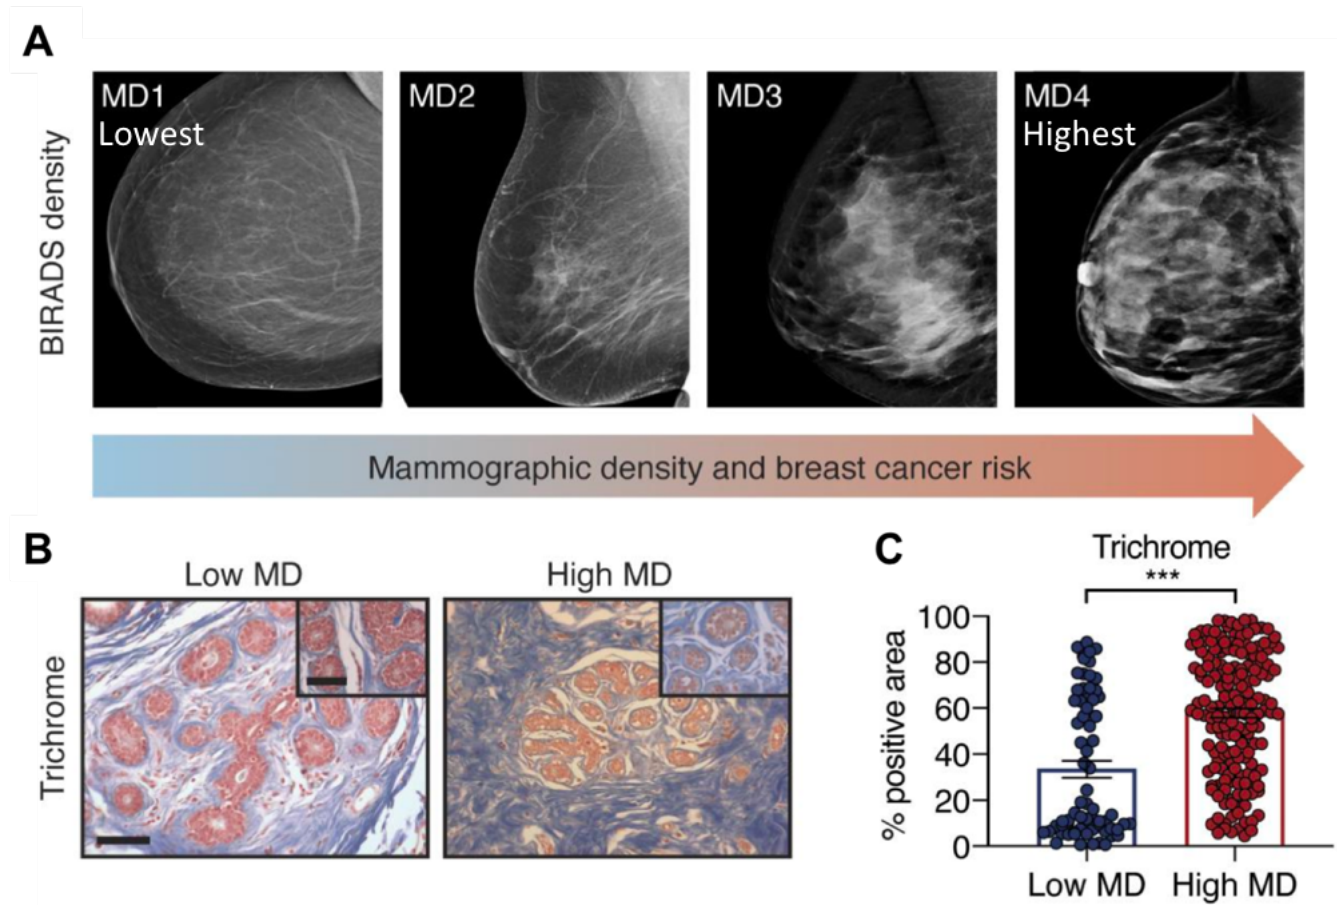 A
BIRADS density
MD1
Lowest
MD2
MD3
MD4
Highest
Mammographic density and breast cancer risk
B
Trichrome
Low MD
High MD
C
Trichrome
***
% positive area
100
80
60
40
20
0
Low MD
High MD